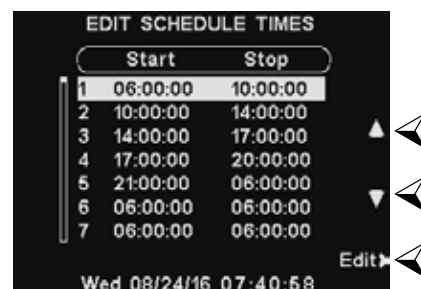 EDIT SCHEDULE TIMES
Start Stop
1 06:00:00 10:00:00
2 10:00:00 14:00:00
3 14:00:00 17:00:00
4 17:00:00 20:00:00
5 21:00:00 06:00:00
6 06:00:00 06:00:00
7 06:00:00 06:00:00
Edit
Wed 08/24/16 07:40:58